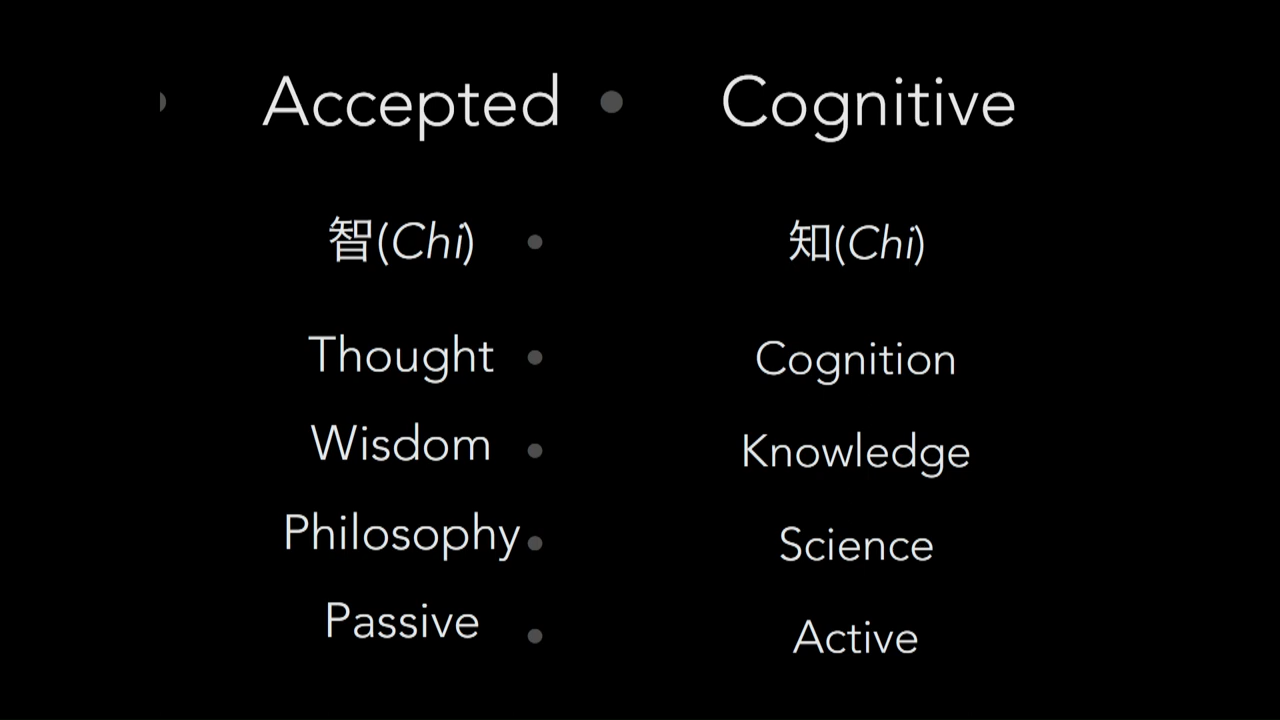 Accepted Cognitive
智(Chi) 知(Chi)
Thought Cognition
Wisdom Knowledge
Philosophy Science
Passive Active